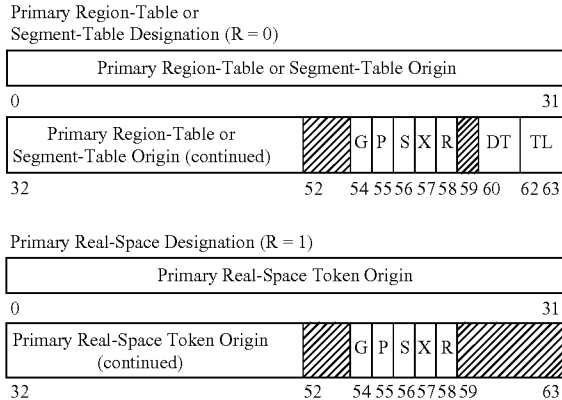 Primary Region-Table or
Segment-Table Designation (R = 0)
Primary Region-Table or Segment-Table Origin
0 31
Primary Region-Table or
Segment-Table Origin (continued)
G P S X R DT TL
32 52 54 55 56 57 58 59 60 62 63
Primary Real-Space Designation (R = 1)
Primary Real-Space Token Origin
0 31
Primary Real-Space Token Origin
(continued)
G P S X R
32 52 54 55 56 57 58 59 63